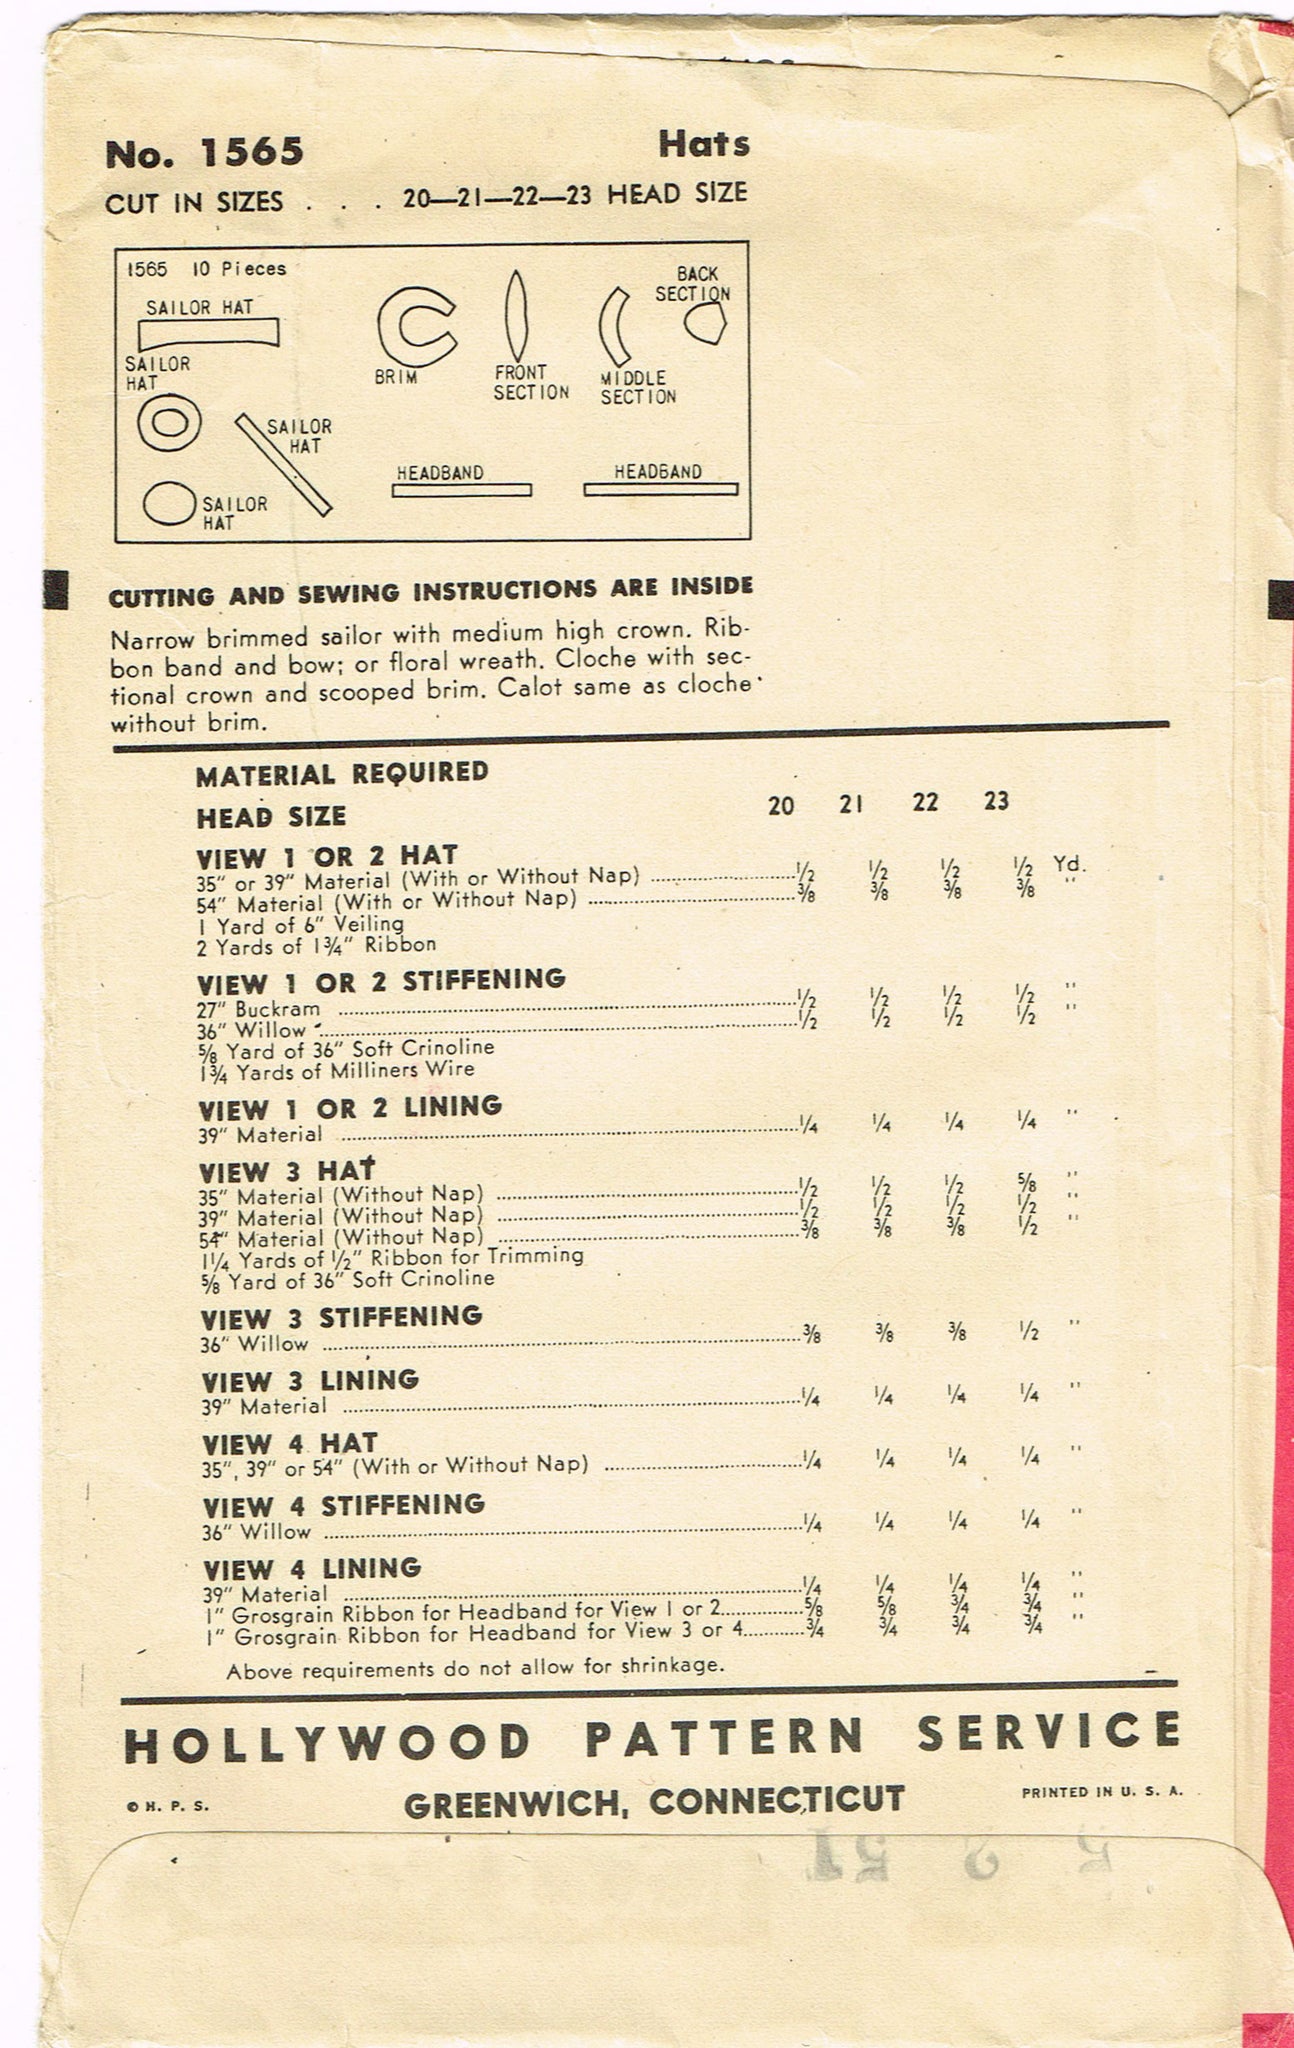 No. 1565 Hats
CUT IN SIZES . . . 20—21—22—23 HEAD SIZE
1565 10 Pieces
SAILOR HAT
SAILOR
HAT
SAILOR
HAT
SAILOR
HAT
BRIM
FRONT
SECTION
MIDDLE
SECTION
BACK
SECTION
HEADBAND
HEADBAND
CUTTING AND SEWING INSTRUCTIONS ARE INSIDE
Narrow brimmed sailor with medium high crown. Rib-
bon band and bow; or floral wreath. Cloche with sec-
tional crown and scooped brim. Calot same as cloche
without brim.
MATERIAL REQUIRED
HEAD SIZE 20 21 22 23
VIEW 1 OR 2 HAT
35" or 39" Material (With or Without Nap) ........ ½ ½ ½ ½ Yd.
54" Material (With or Without Nap) ........ ⅜ ⅜ ⅜ ⅜ "
1 Yard of 6" Veiling
2 Yards of 1¾" Ribbon
VIEW 1 OR 2 STIFFENING
27" Buckram ........ ½ ½ ½ ½ "
36" Willow ........ ½ ½ ½ ½ "
⅝ Yard of 36" Soft Crinoline
1¾ Yards of Milliners Wire
VIEW 1 OR 2 LINING
39" Material ........ ¼ ¼ ¼ ¼ "
VIEW 3 HAT
35" Material (Without Nap) ........ ½ ½ ½ ⅝ "
39" Material (Without Nap) ........ ½ ½ ½ ½ "
54" Material (Without Nap) ........ ⅜ ⅜ ⅜ ½ "
1¼ Yards of ½" Ribbon for Trimming
⅝ Yard of 36" Soft Crinoline
VIEW 3 STIFFENING
36" Willow ........ ⅜ ⅜ ⅜ ½ "
VIEW 3 LINING
39" Material ........ ¼ ¼ ¼ ¼ "
VIEW 4 HAT
35", 39" or 54" (With or Without Nap) ........ ¼ ¼ ¼ ¼ "
VIEW 4 STIFFENING
36" Willow ........ ¼ ¼ ¼ ¼ "
VIEW 4 LINING
39" Material ........ ¼ ¼ ¼ ¼ "
1" Grosgrain Ribbon for Headband for View 1 or 2........ ⅝ ⅝ ¾ ¾ "
1" Grosgrain Ribbon for Headband for View 3 or 4........ ¾ ¾ ¾ ¾ "
Above requirements do not allow for shrinkage.
HOLLYWOOD PATTERN SERVICE
© H. P. S. GREENWICH, CONNECTICUT PRINTED IN U. S. A.